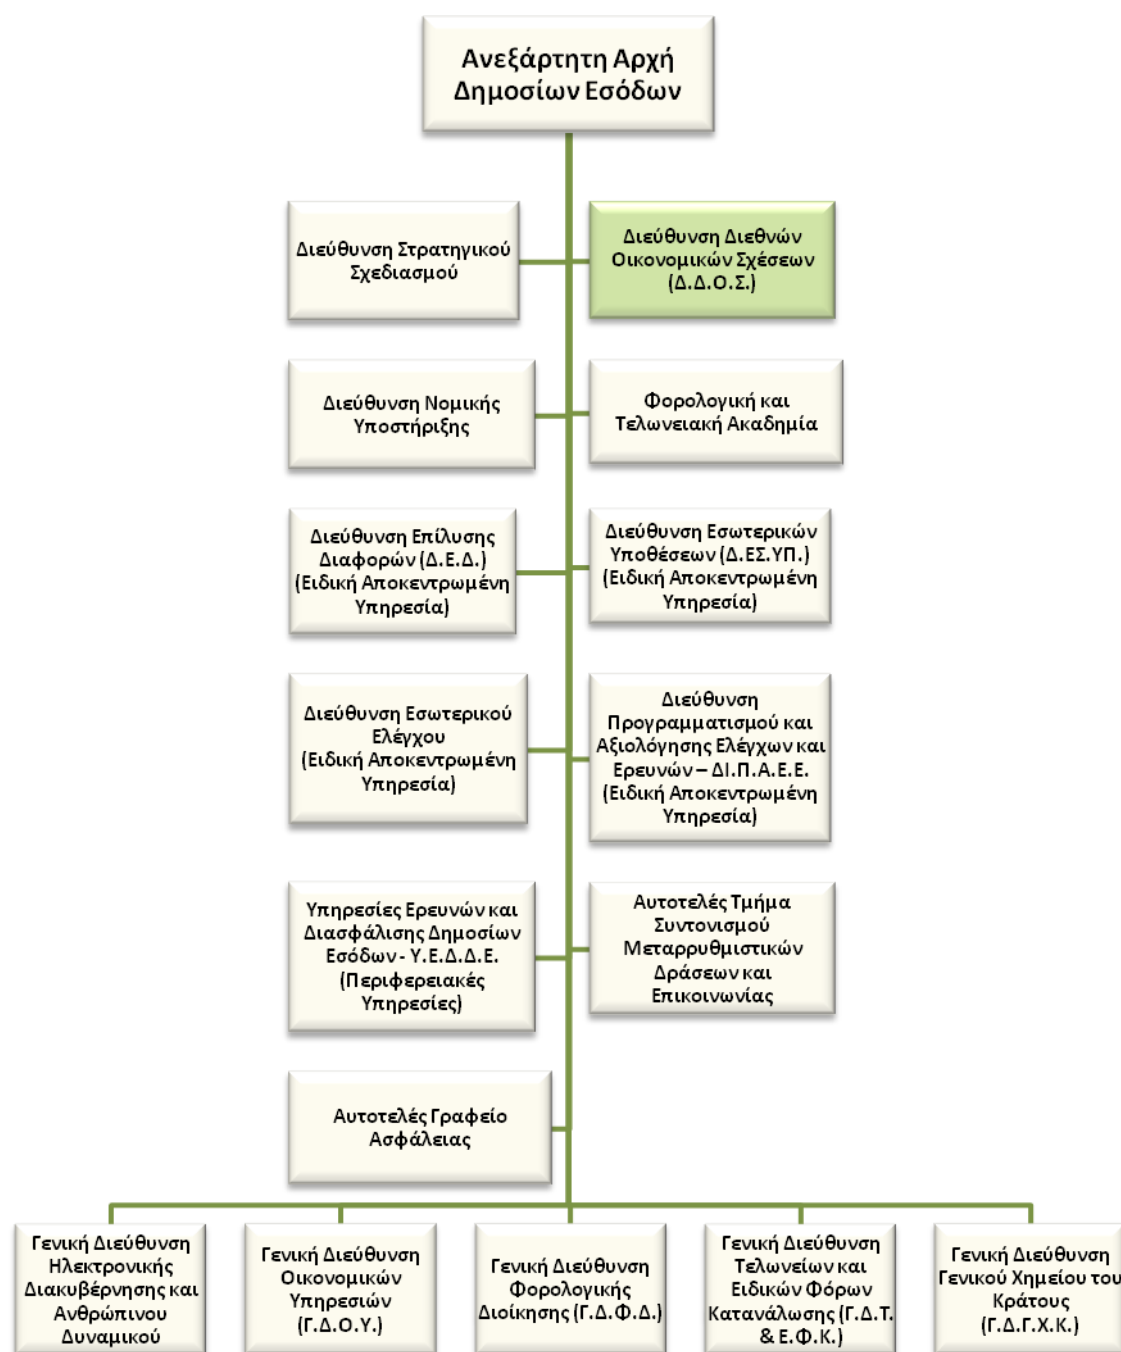 Ανεξάρτητη Αρχή
Δημοσίων Εσόδων
Διεύθυνση Στρατηγικού
Σχεδιασμού
Διεύθυνση Διεθνών
Οικονομικών Σχέσεων
(Δ.Δ.Ο.Σ.)
Διεύθυνση Νομικής
Υποστήριξης
Φορολογική και
Τελωνειακή Ακαδημία
Διεύθυνση Επίλυσης
Διαφορών (Δ.Ε.Δ.)
(Ειδική Αποκεντρωμένη
Υπηρεσία)
Διεύθυνση Εσωτερικών
Υποθέσεων (Δ.ΕΣ.ΥΠ.)
(Ειδική Αποκεντρωμένη
Υπηρεσία)
Διεύθυνση Εσωτερικού
Ελέγχου
(Ειδική Αποκεντρωμένη
Υπηρεσία)
Διεύθυνση
Προγραμματισμού και
Αξιολόγησης Ελέγχων και
Ερευνών – ΔΙ.Π.Α.Ε.Ε.
(Ειδική Αποκεντρωμένη
Υπηρεσία)
Υπηρεσίες Ερευνών και
Διασφάλισης Δημοσίων
Εσόδων - Υ.Ε.Δ.Δ.Ε.
(Περιφερειακές
Υπηρεσίες)
Αυτοτελές Τμήμα
Συντονισμού
Μεταρρυθμιστικών
Δράσεων και
Επικοινωνίας
Αυτοτελές Γραφείο
Ασφάλειας
Γενική Διεύθυνση
Ηλεκτρονικής
Διακυβέρνησης και
Ανθρώπινου
Δυναμικού
Γενική Διεύθυνση
Οικονομικών
Υπηρεσιών
(Γ.Δ.Ο.Υ.)
Γενική Διεύθυνση
Φορολογικής
Διοίκησης (Γ.Δ.Φ.Δ.)
Γενική Διεύθυνση
Τελωνείων και
Ειδικών Φόρων
Κατανάλωσης (Γ.Δ.Τ.
& Ε.Φ.Κ.)
Γενική Διεύθυνση
Γενικού Χημείου του
Κράτους
(Γ.Δ.Γ.Χ.Κ.)